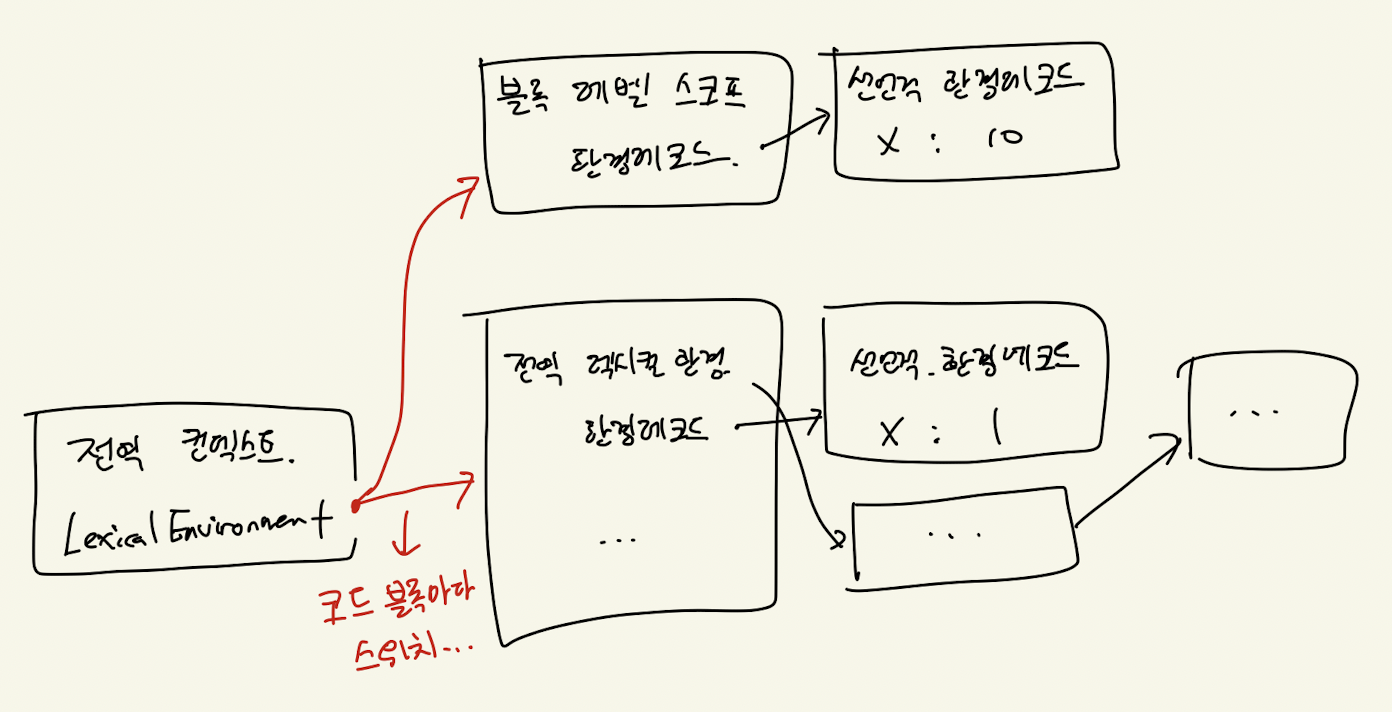 블록 레벨 스코프
환경레코드.
선언적 환경레코드
x : 10
전역 렉시컬 환경.
환경레코드
...
선언적 환경레코드
x : 1
...
...
전역 컨텍스트.
Lexical Environment
코드 블록마다
스위치...